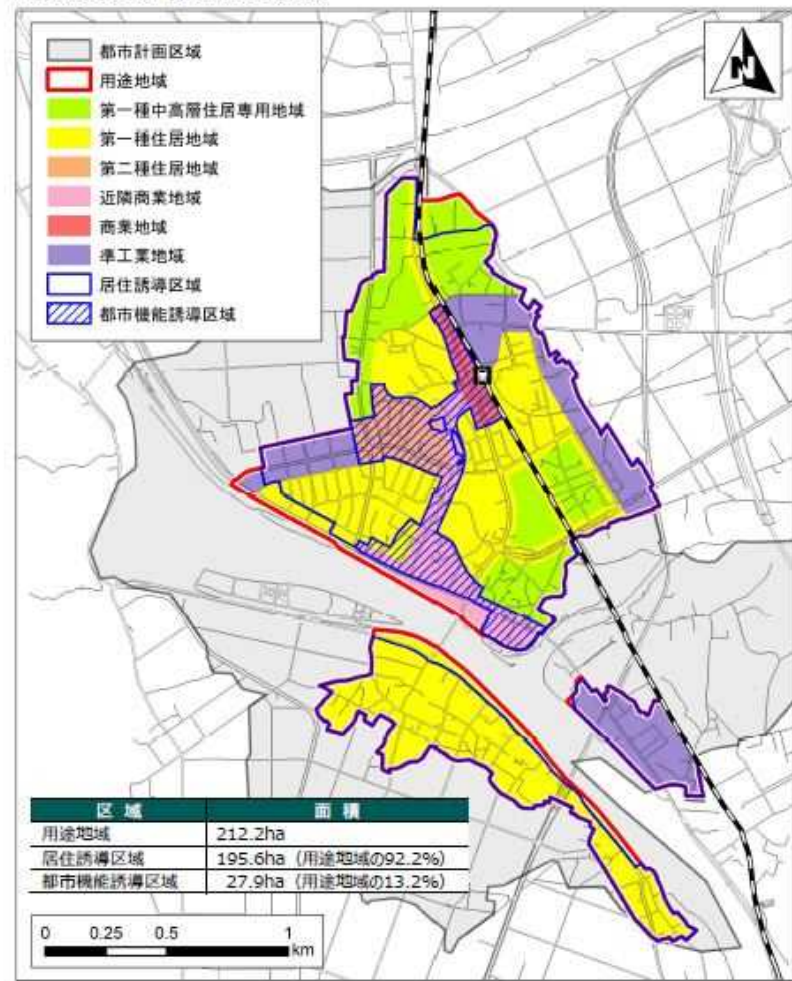 N
都市計画区域
用途地域
第一種中高層住居専用地域
第一種住居地域
第二種住居地域
近隣商業地域
商業地域
準工業地域
居住誘導区域
都市機能誘導区域
区域 面積
用途地域 212.2ha
居住誘導区域 195.6ha（用途地域の92.2%）
都市機能誘導区域 27.9ha（用途地域の13.2%）
0 0.25 0.5 1
km